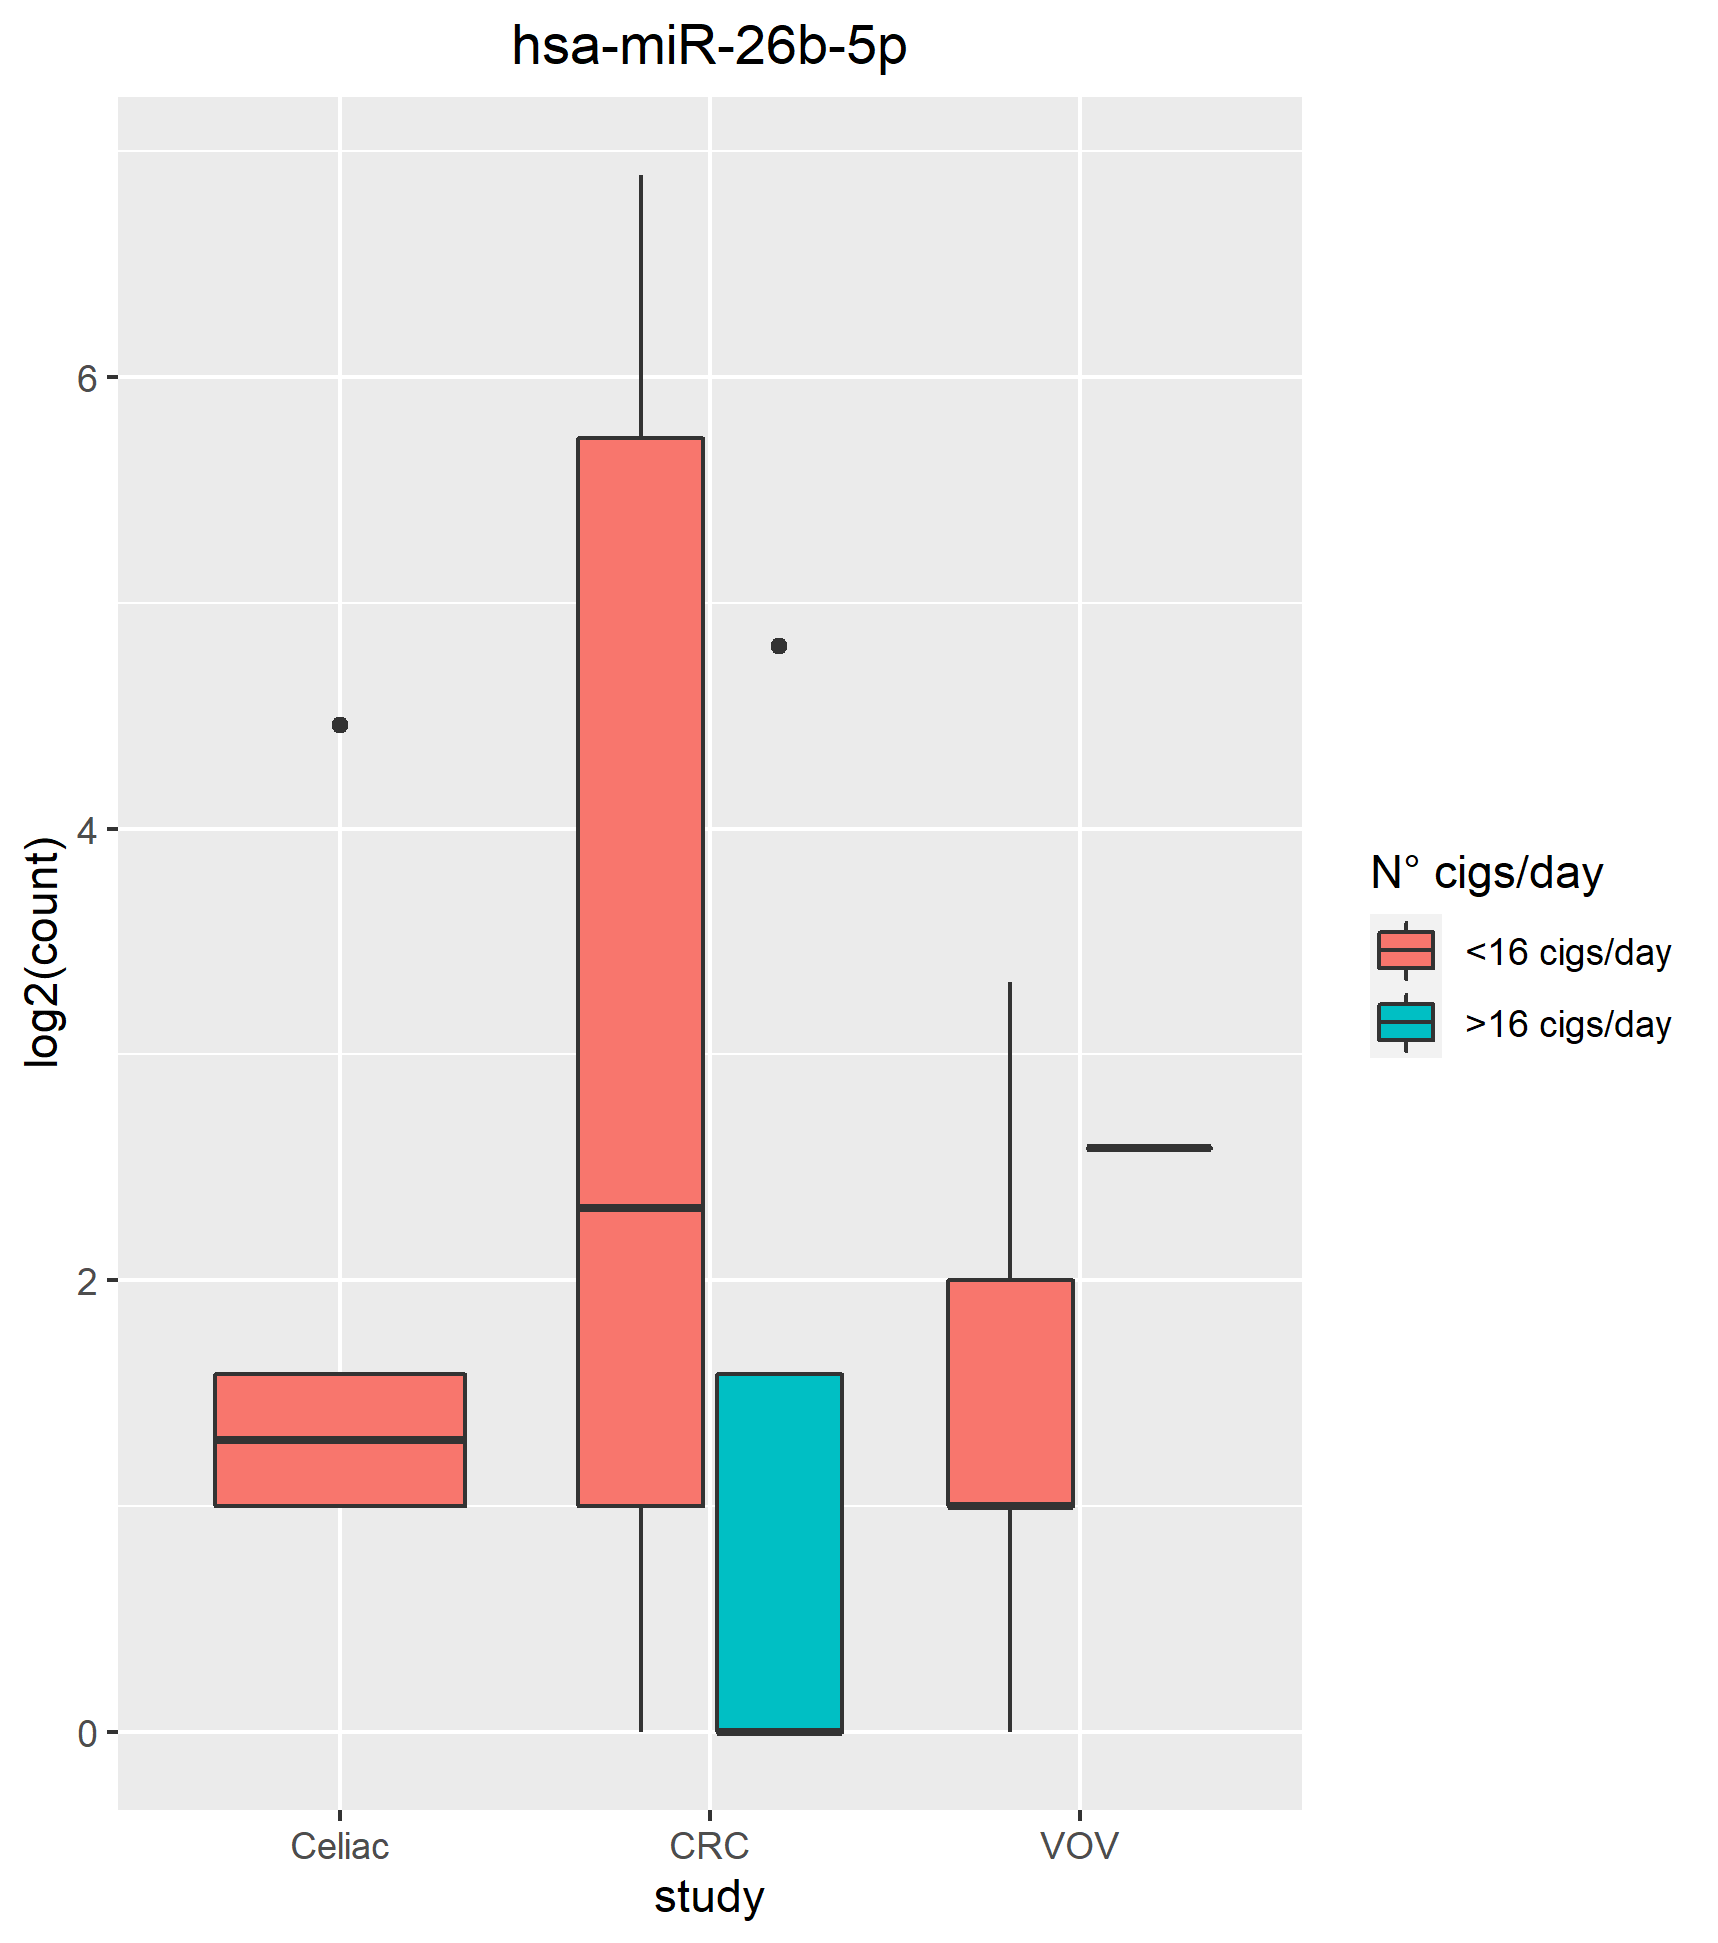 hsa-miR-26b-5p
log2(count)
6
4
2
0
Celiac CRC VOV
study
N° cigs/day
<16 cigs/day
>16 cigs/day